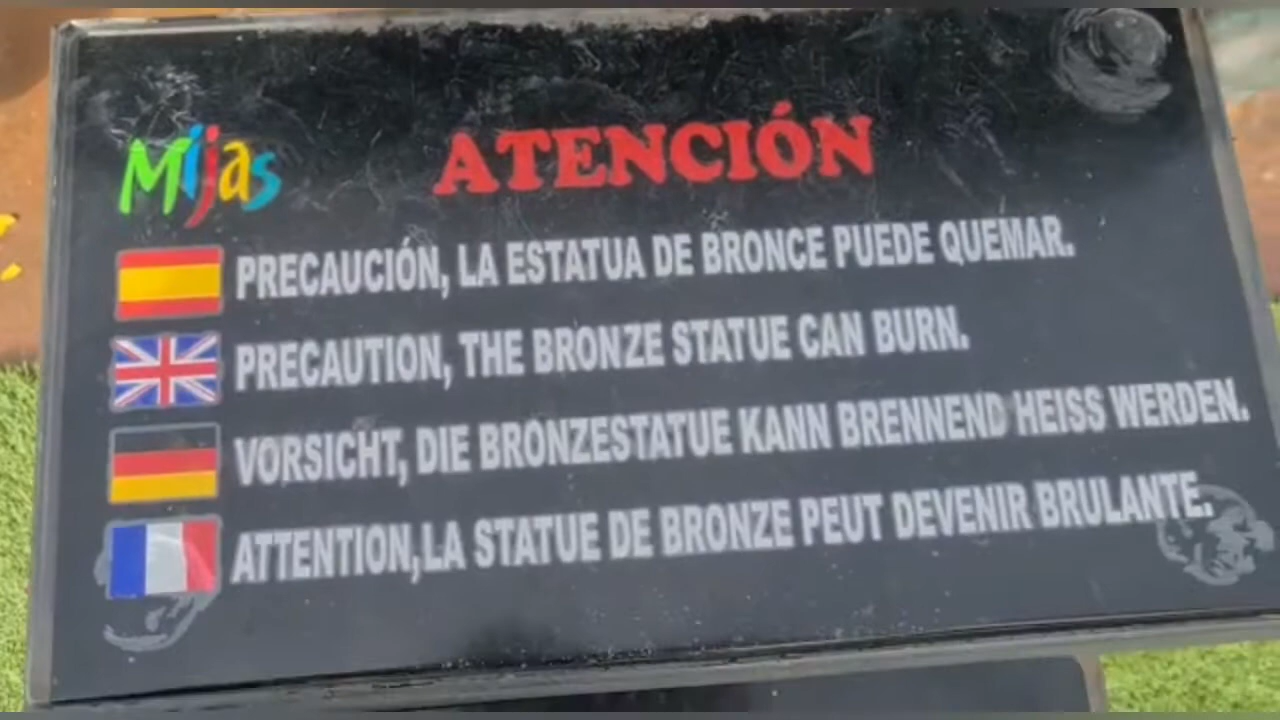 Mijas
ATENCIÓN
PRECAUCIÓN, LA ESTATUA DE BRONCE PUEDE QUEMAR.
PRECAUTION, THE BRONZE STATUE CAN BURN.
VORSICHT, DIE BRONZESTATUE KANN BRENNEND HEISS WERDEN.
ATTENTION,LA STATUE DE BRONZE PEUT DEVENIR BRULANTE.